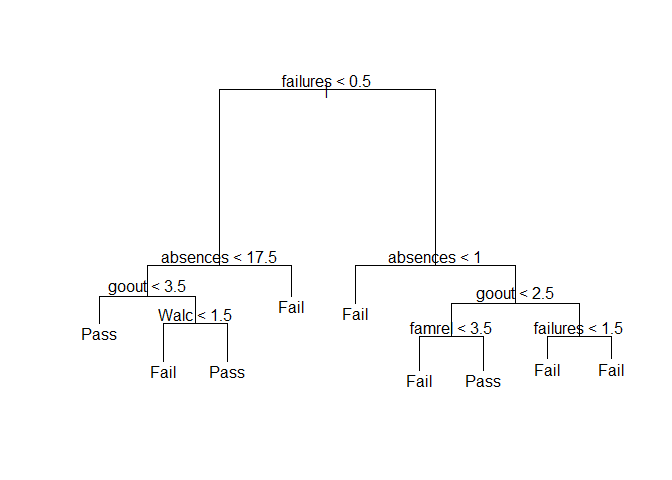 failures < 0.5
absences < 17.5
absences < 1
goout < 3.5
goout < 2.5
Walc < 1.5
famrel < 3.5
failures < 1.5
Pass
Fail
Fail
Fail
Pass
Fail
Pass
Fail
Fail